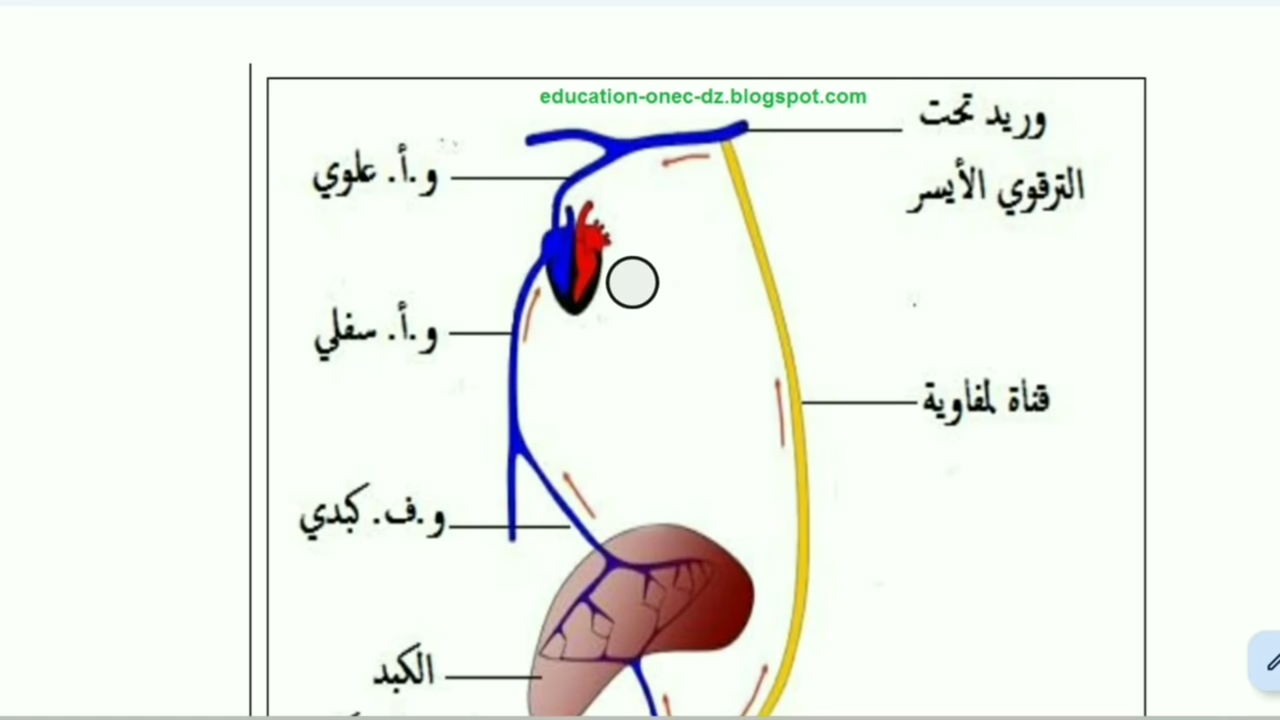 education-onec-dz.blogspot.com
وريد تحت
الترقوي الأيسر
و.أ. علوي
و.أ. سفلي
قناة لمفاوية
و.ف. كبدي
الكبد